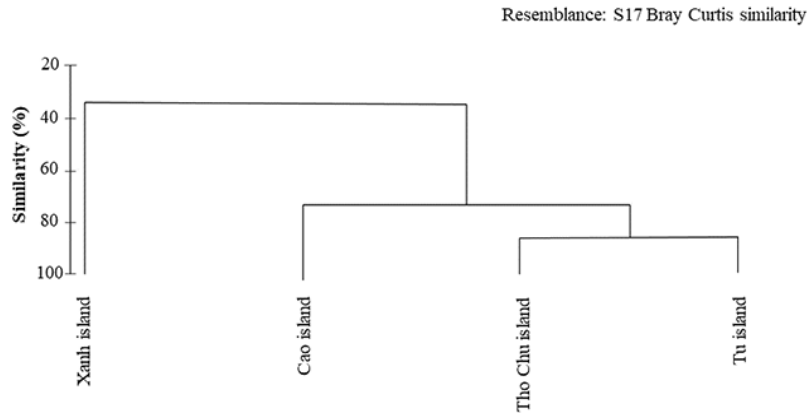 Resemblance: S17 Bray Curtis similarity
Similarity (%)
20
40
60
80
100
Xanh island
Cao island
Tho Chu island
Tu island